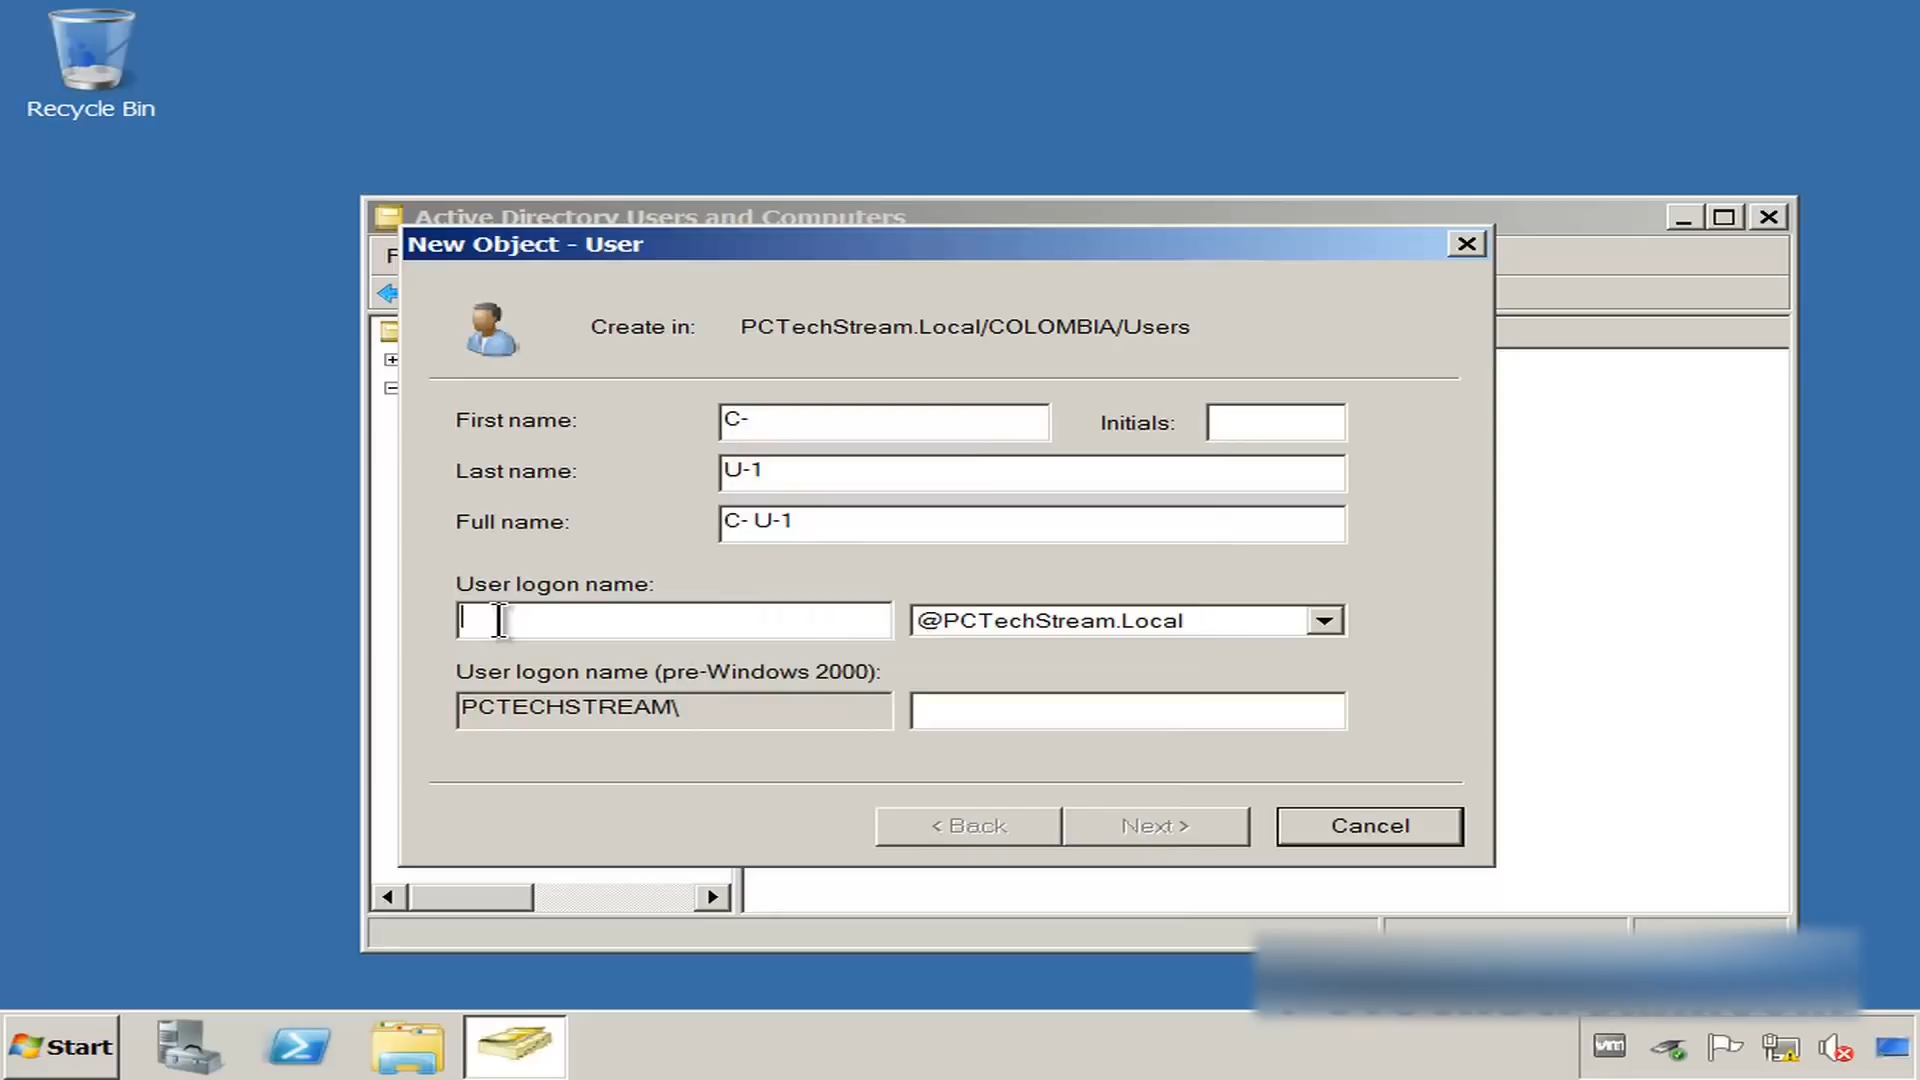 Recycle Bin
Active Directory Users and Computers
New Object - User
F
Create in: PCTechStream.Local/COLOMBIA/Users
First name: C- Initials:
Last name: U-1
Full name: C- U-1
User logon name:
@PCTechStream.Local
User logon name (pre-Windows 2000):
PCTECHSTREAM\
< Back Next > Cancel
Start
vm